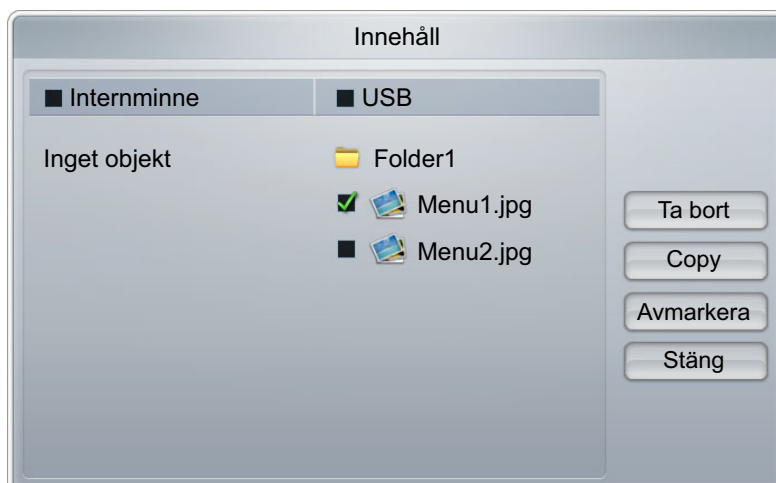 Innehåll
Internminne
USB
Inget objekt
Folder1
Menu1.jpg
Menu2.jpg
Ta bort
Copy
Avmarkera
Stäng